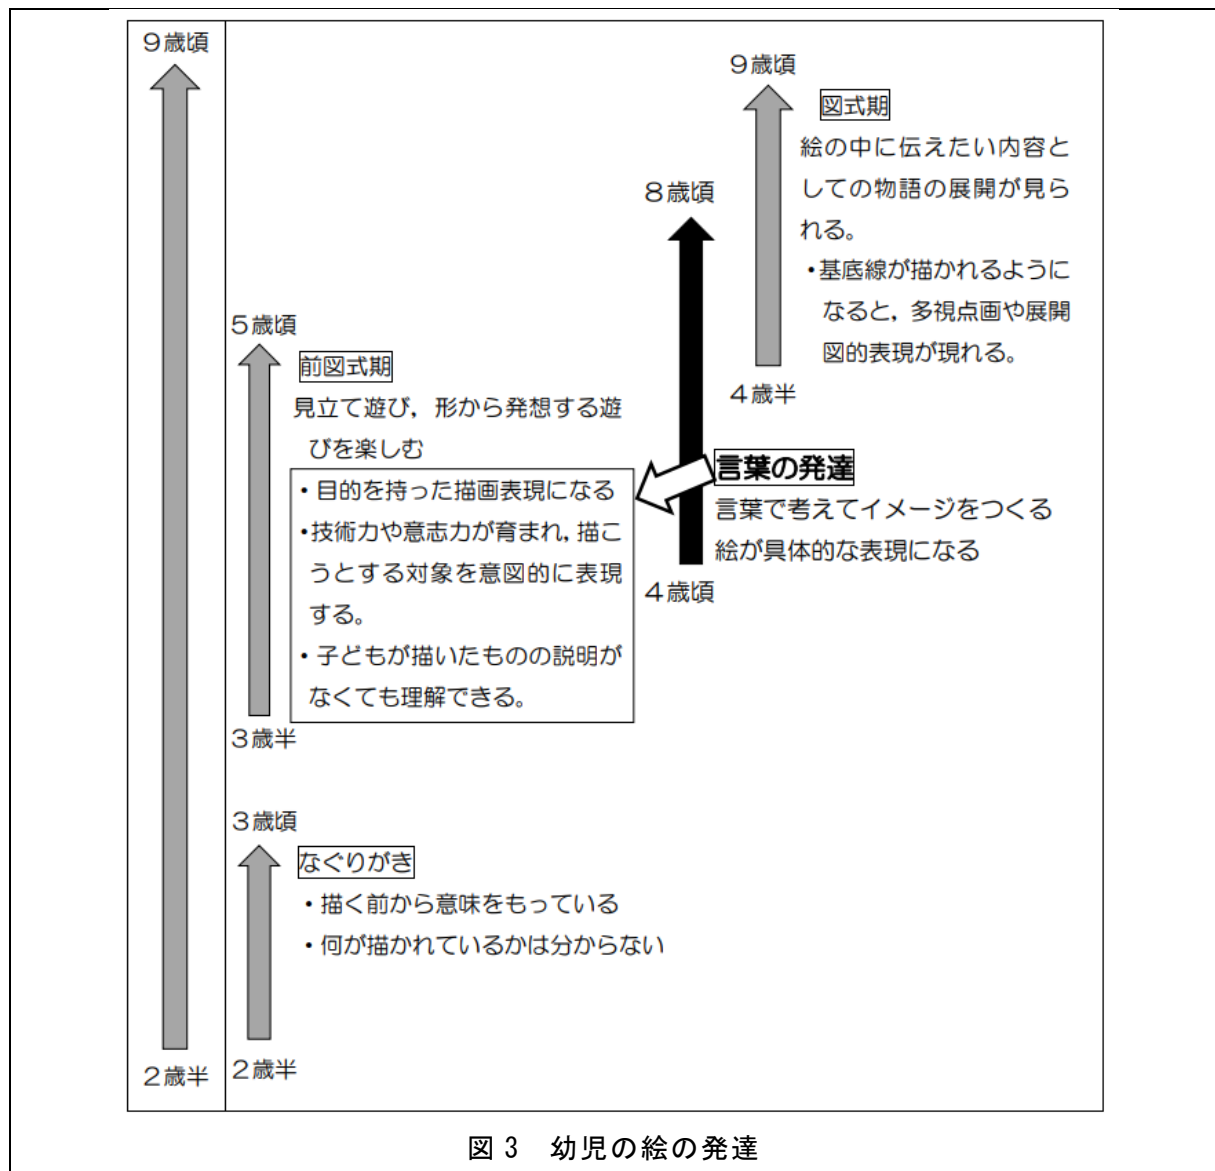 9歳頃
2歳半
9歳頃
図式期
絵の中に伝えたい内容と
しての物語の展開が見ら
れる。
・基底線が描かれるように
なると，多視点画や展開
図的表現が現れる。
4歳半
8歳頃
言葉の発達
言葉で考えてイメージをつくる
絵が具体的な表現になる
4歳頃
5歳頃
前図式期
見立て遊び，形から発想する遊
びを楽しむ
・目的を持った描画表現になる
・技術力や意志力が育まれ，描こ
うとする対象を意図的に表現
する。
・子どもが描いたものの説明が
なくても理解できる。
3歳半
3歳頃
なぐりがき
・描く前から意味をもっている
・何が描かれているかは分からない
2歳半
図3　幼児の絵の発達